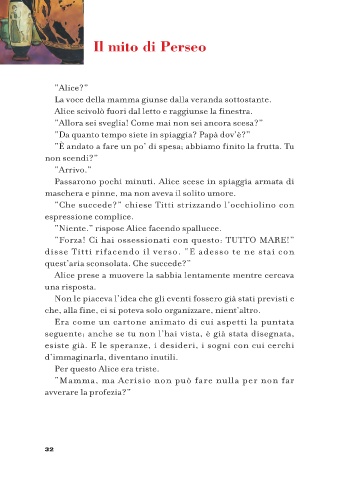 Il mito di Perseo
"Alice?"
La voce della mamma giunse dalla veranda sottostante.
Alice scivolò fuori dal letto e raggiunse la finestra.
"Allora sei sveglia! Come mai non sei ancora scesa?"
"Da quanto tempo siete in spiaggia? Papà dov'è?"
"È andato a fare un po' di spesa; abbiamo finito la frutta. Tu
non scendi?"
"Arrivo."
Passarono pochi minuti. Alice scese in spiaggia armata di
maschera e pinne, ma non aveva il solito umore.
"Che succede?" chiese Titti strizzando l'occhiolino con
espressione complice.
"Niente." rispose Alice facendo spallucce.
"Forza! Ci hai ossessionati con questo: TUTTO MARE!"
disse Titti rifacendo il verso. "E adesso te ne stai con
quest'aria sconsolata. Che succede?"
Alice prese a muovere la sabbia lentamente mentre cercava
una risposta.
Non le piaceva l'idea che gli eventi fossero già stati previsti e
che, alla fine, ci si poteva solo organizzare, nient'altro.
Era come un cartone animato di cui aspetti la puntata
seguente: anche se tu non l'hai vista, è già stata disegnata,
esiste già. E le speranze, i desideri, i sogni con cui cerchi
d'immaginarla, diventano inutili.
Per questo Alice era triste.
"Mamma, ma Acrisio non può fare nulla per non far
avverare la profezia?"
32